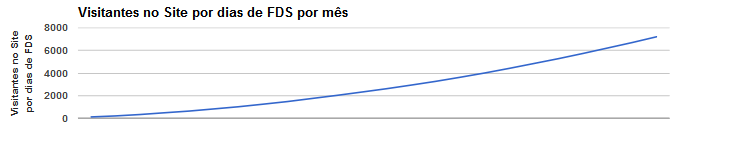 Visitantes no Site por dias de FDS por mês
Visitantes no Site
por dias de FDS
8000
6000
4000
2000
0